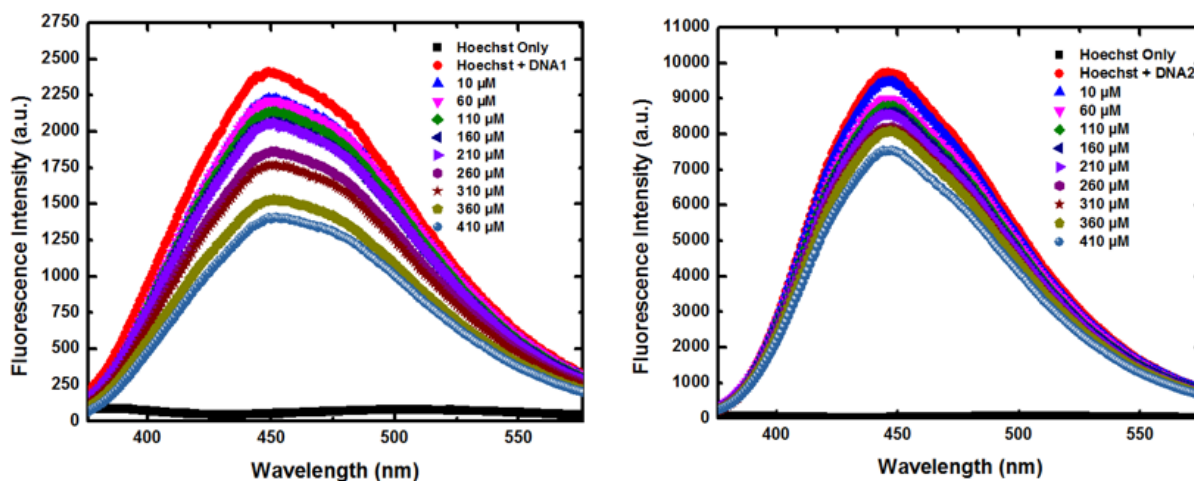 2750
2500
2250
2000
1750
1500
1250
1000
750
500
250
0
Fluorescence Intensity (a.u.)
Hoechst Only
Hoechst + DNA1
10 µM
60 µM
110 µM
160 µM
210 µM
260 µM
310 µM
360 µM
410 µM
400 450 500 550
Wavelength (nm)
11000
10000
9000
8000
7000
6000
5000
4000
3000
2000
1000
0
Fluorescence Intensity (a.u.)
Hoechst Only
Hoechst + DNA2
10 µM
60 µM
110 µM
160 µM
210 µM
260 µM
310 µM
360 µM
410 µM
400 450 500 550
Wavelength (nm)